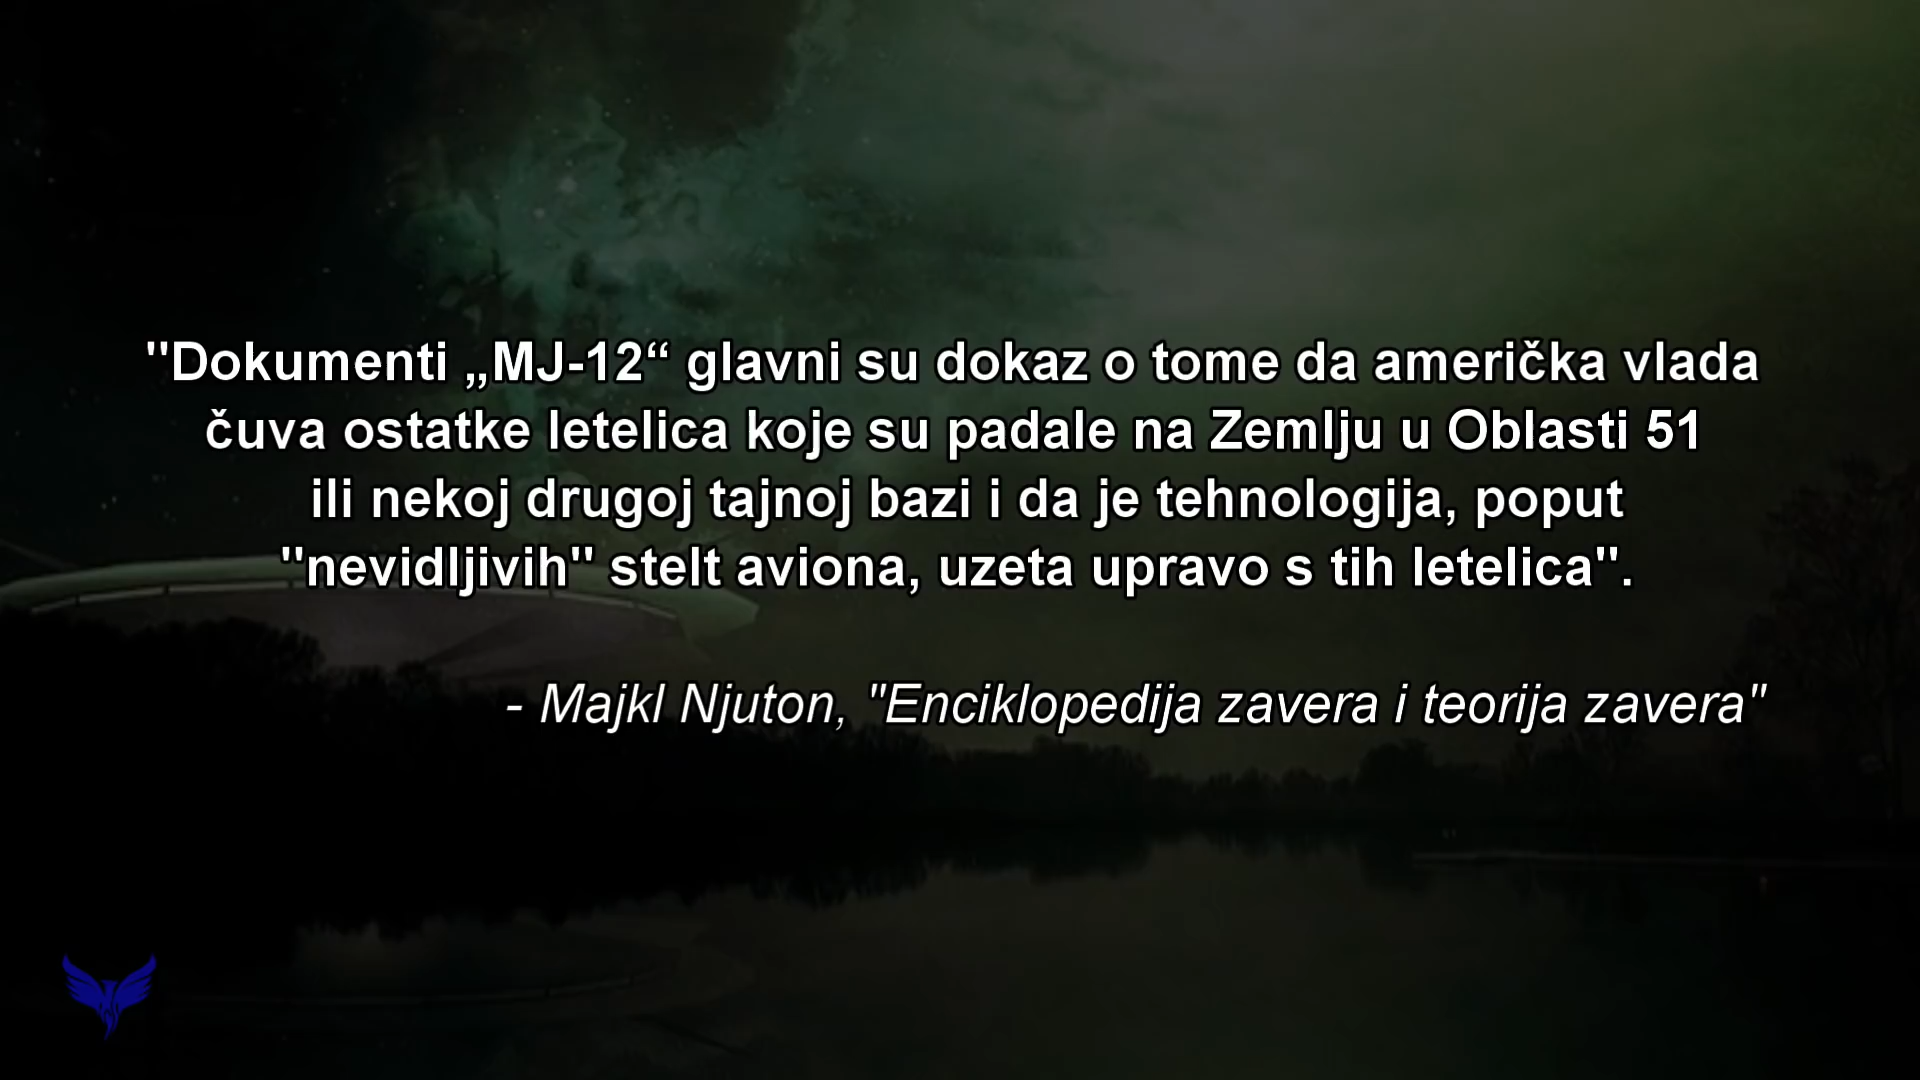 "Dokumenti „MJ-12“ glavni su dokaz o tome da američka vlada
čuva ostatke letelica koje su padale na Zemlju u Oblasti 51
ili nekoj drugoj tajnoj bazi i da je tehnologija, poput
"nevidljivih" stelt aviona, uzeta upravo s tih letelica".
- Majkl Njuton, "Enciklopedija zavera i teorija zavera"